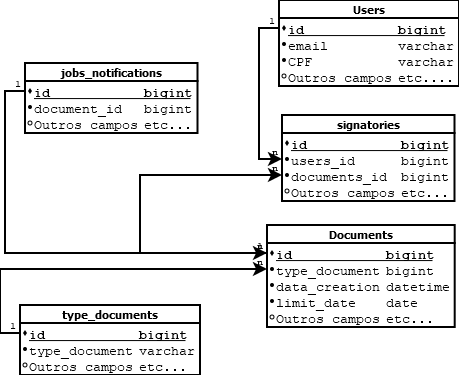 Users
1
id bigint
email varchar
CPF varchar
Outros campos etc....
jobs_notifications
1
id bigint
document_id bigint
Outros campos etc...
signatories
id bigint
users_id bigint
documents_id bigint
Outros campos etc...
Documents
id bigint
type_document bigint
data_creation datetime
limit_date date
Outros campos etc...
type_documents
1
id bigint
type_document varchar
Outros campos etc...